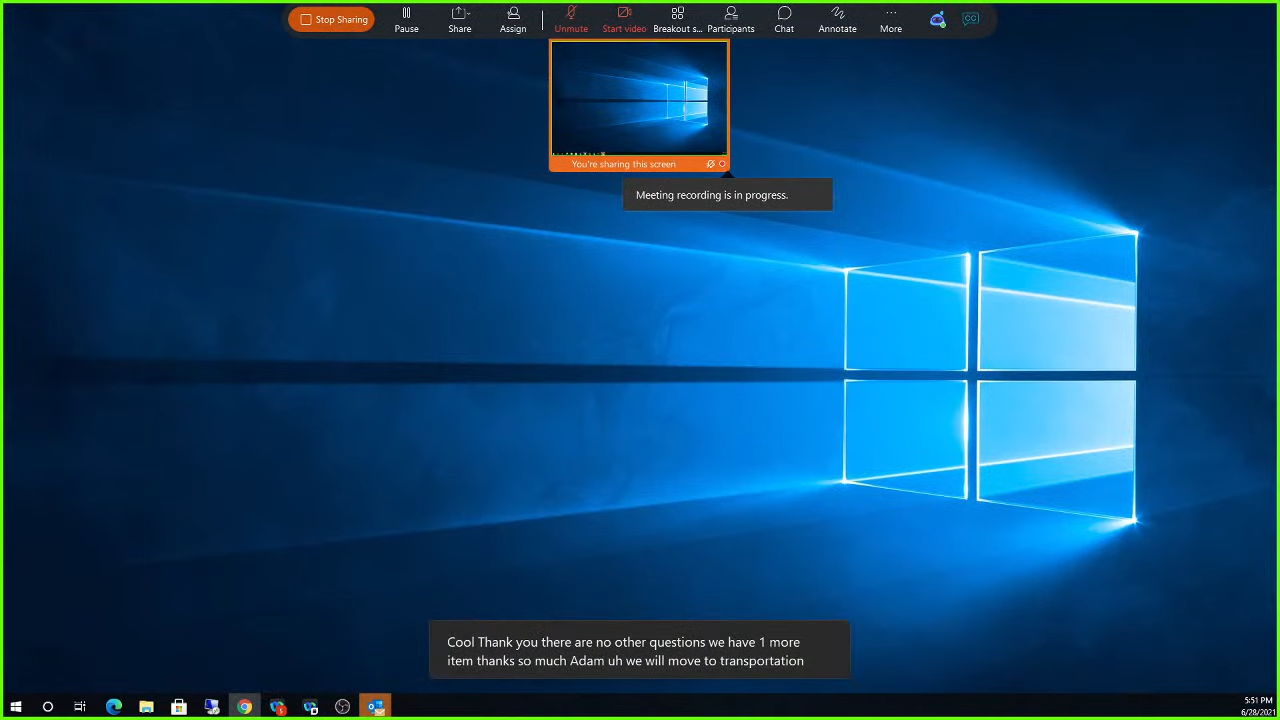 Stop Sharing
Pause
Share
Assign
Unmute
Start video
Breakout s...
Participants
Chat
Annotate
More
CC
You're sharing this screen
Meeting recording is in progress.
Cool Thank you there are no other questions we have 1 more
item thanks so much Adam uh we will move to transportation
5:51 PM
6/28/2021